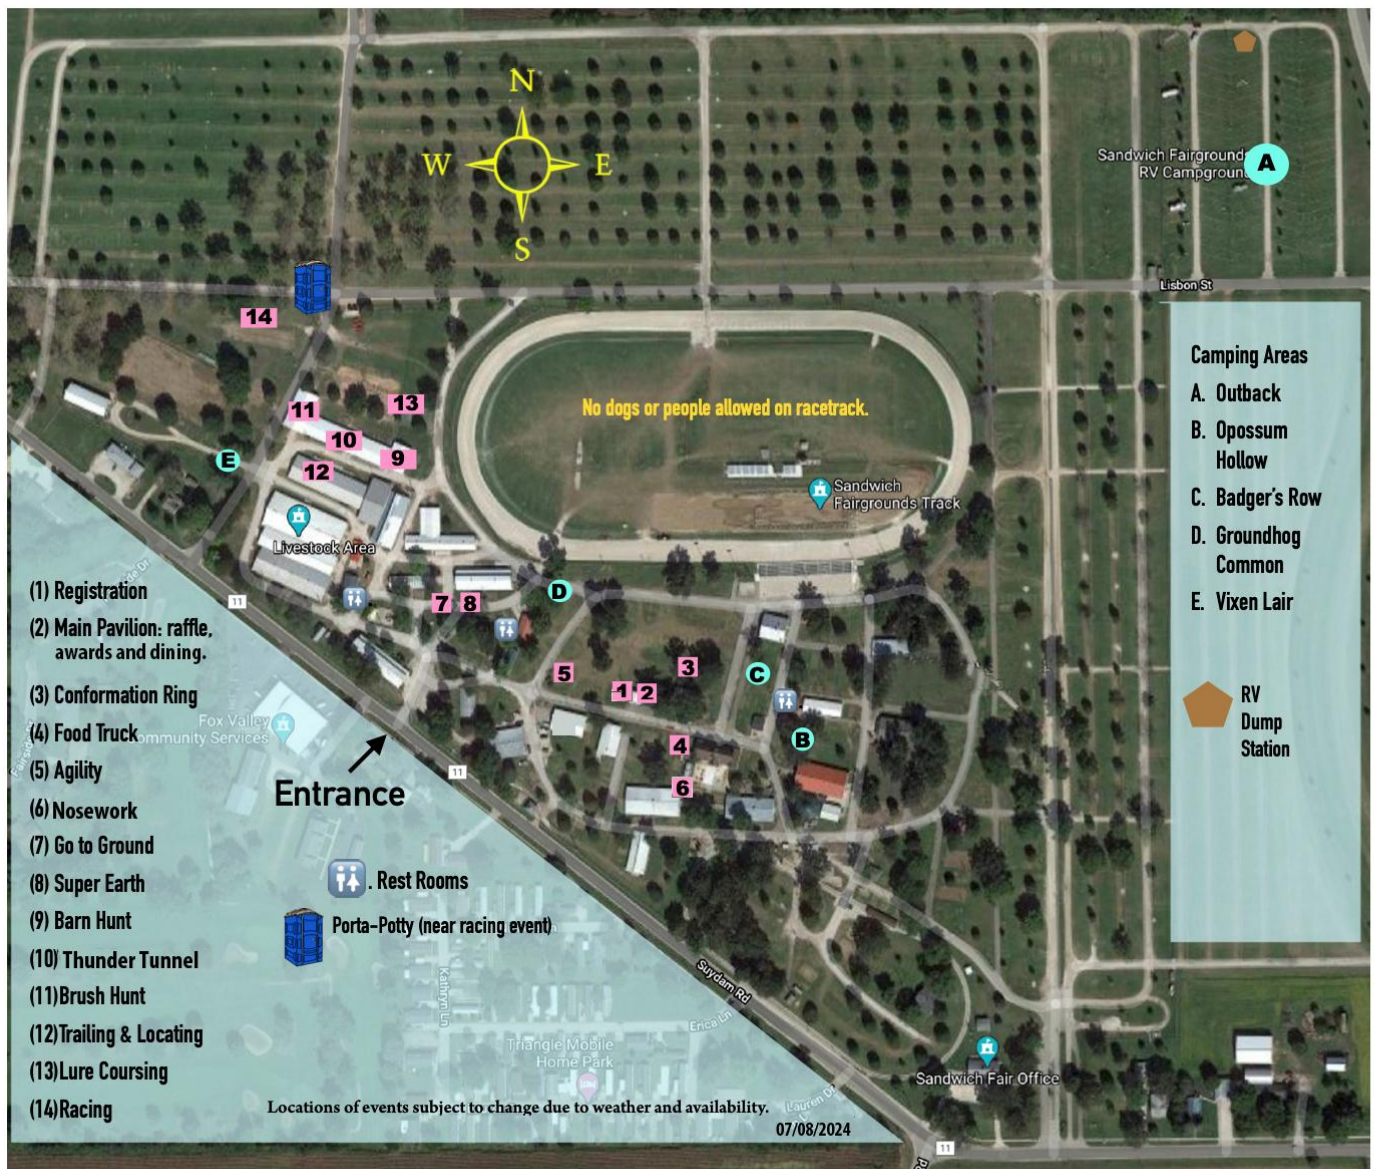 N
W E
S
Sandwich Fairgrounds
RV Campground
A
Lisbon St
14
11
13
10
9
12
E
No dogs or people allowed on racetrack.
Sandwich
Fairgrounds Track
Livestock Area
D
7
8
5
3
1
2
C
4
B
6
11
11
Camping Areas
A. Outback
B. Opossum
Hollow
C. Badger's Row
D. Groundhog
Common
E. Vixen Lair
RV
Dump
Station
(1) Registration
(2) Main Pavilion: raffle,
awards and dining.
(3) Conformation Ring
(4) Food Truck
(5) Agility
(6) Nosework
(7) Go to Ground
(8) Super Earth
(9) Barn Hunt
(10) Thunder Tunnel
(11)Brush Hunt
(12)Trailing & Locating
(13)Lure Coursing
(14)Racing
Fox Valley
Community Services
Entrance
. Rest Rooms
Porta-Potty (near racing event)
Kathryn Ln
Suydam Rd
Erica Ln
Triangle Mobile
Home Park
Lauren Dr
Sandwich Fair Office
Locations of events subject to change due to weather and availability.
07/08/2024
11